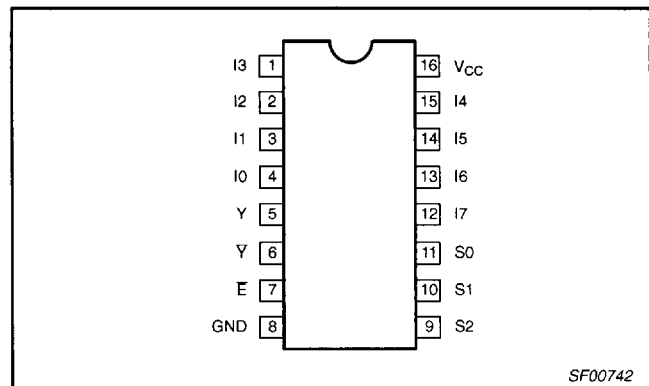 I3 1 16 VCC
I2 2 15 I4
I1 3 14 I5
I0 4 13 I6
Y 5 12 I7
Y̅ 6 11 S0
E̅ 7 10 S1
GND 8 9 S2
SF00742